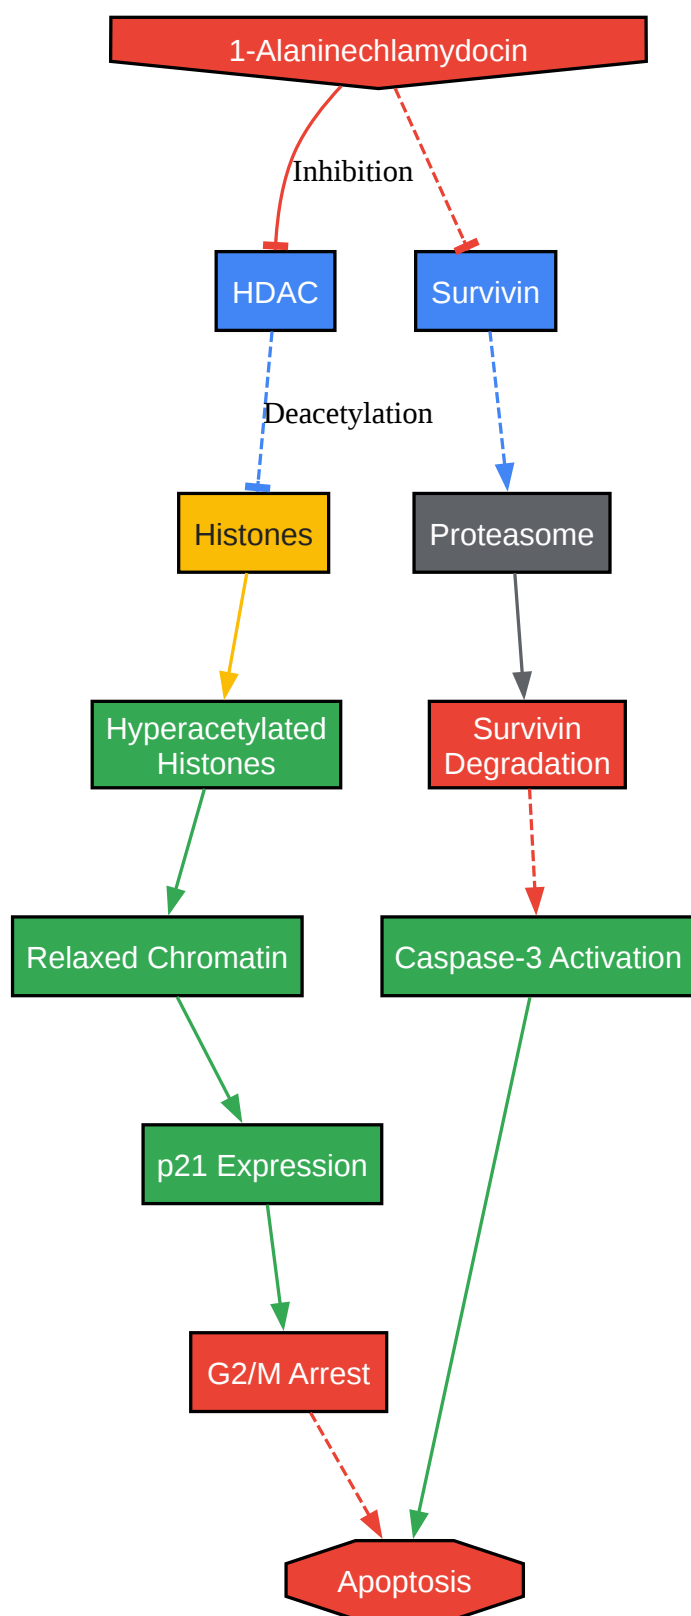 1-Alaninechlamydocin
Inhibition
HDAC
Survivin
Deacetylation
Histones
Proteasome
Hyperacetylated
Histones
Survivin
Degradation
Relaxed Chromatin
Caspase-3 Activation
p21 Expression
G2/M Arrest
Apoptosis